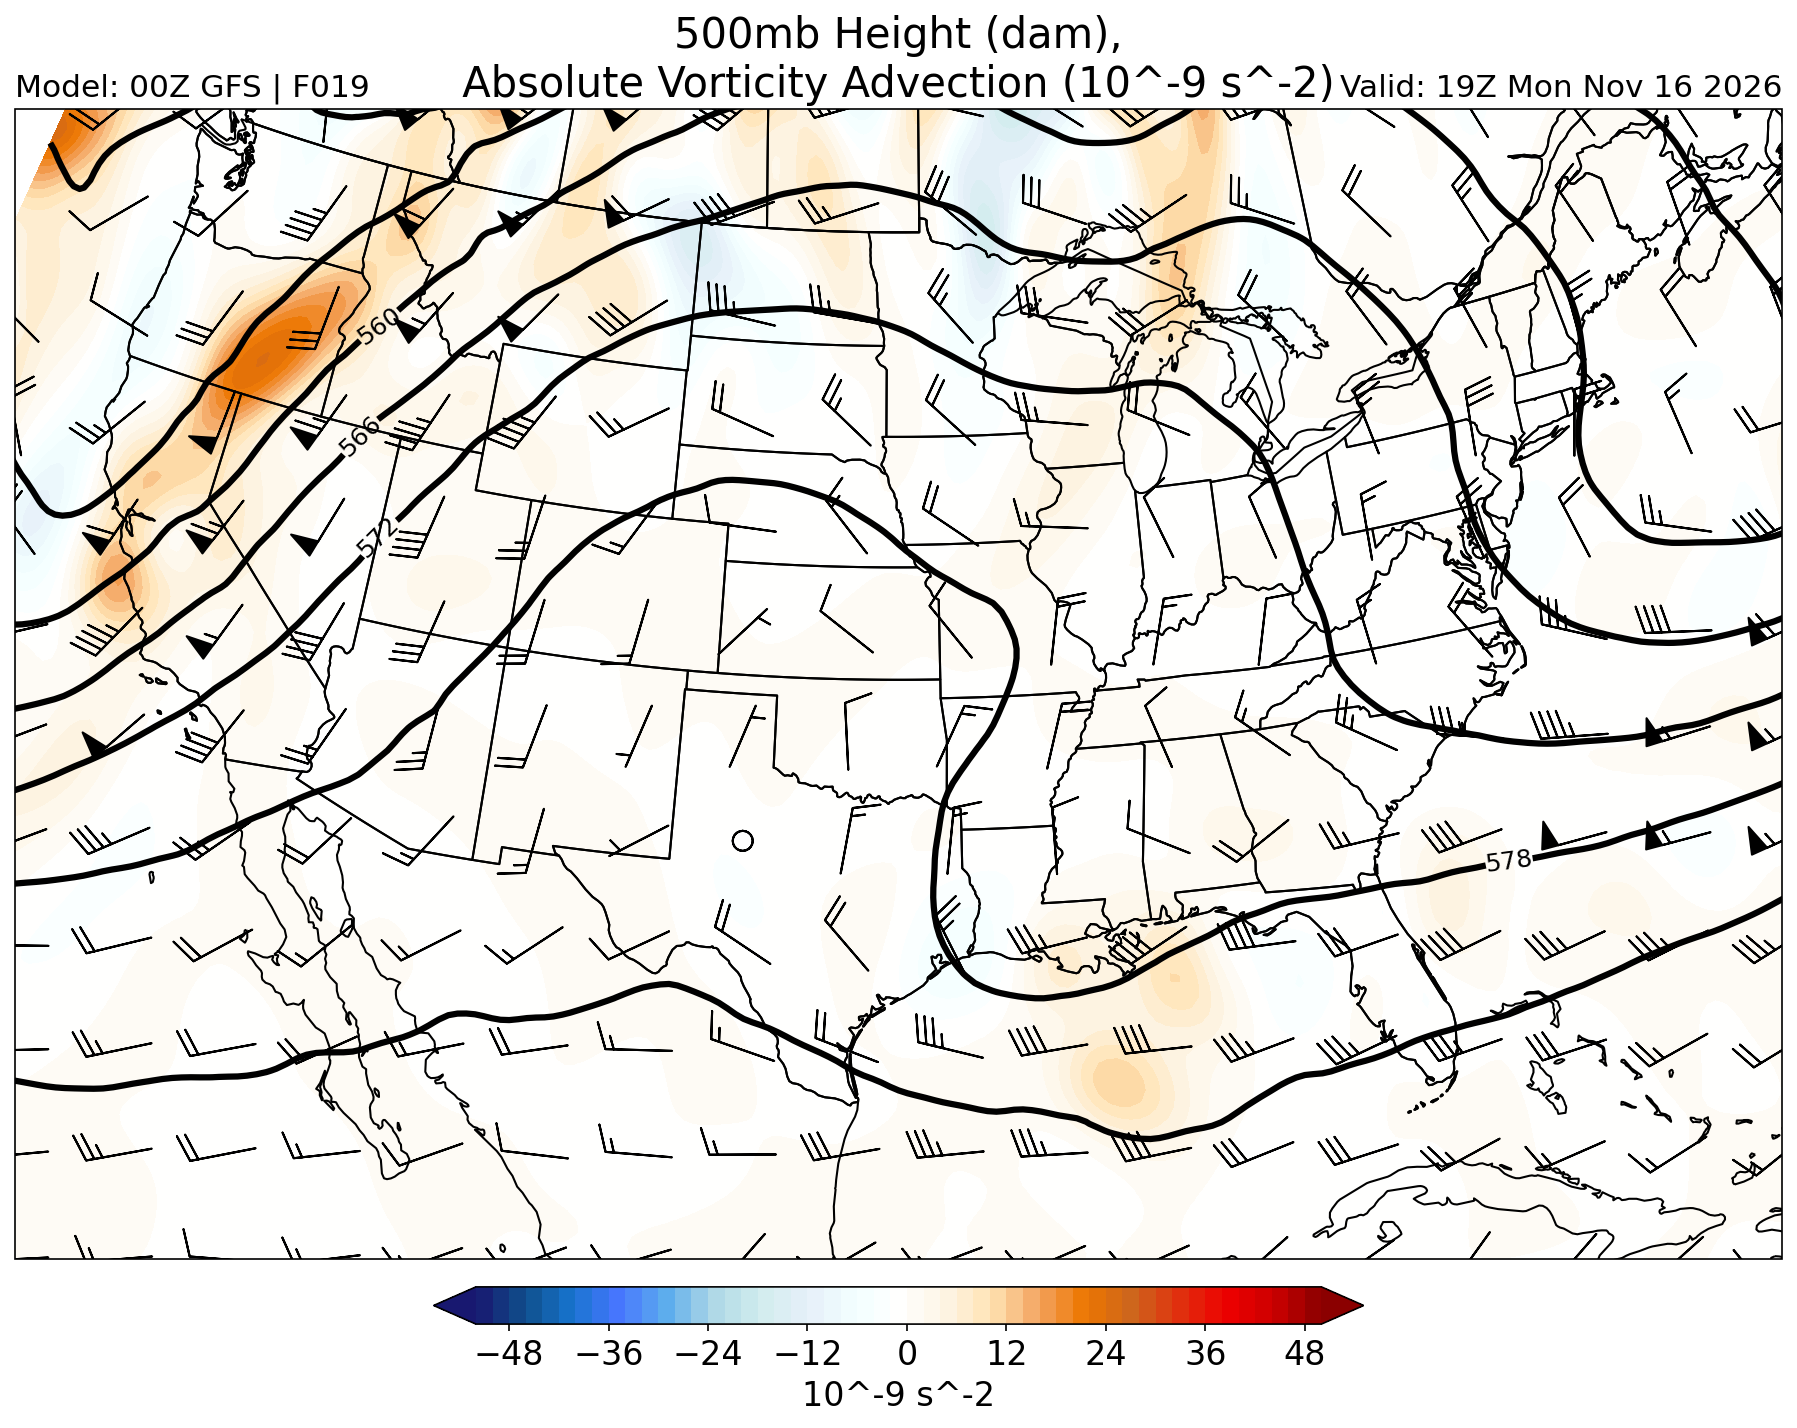 500mb Height (dam),
Model: 00Z GFS | F019
Absolute Vorticity Advection (10^-9 s^-2)
Valid: 19Z Mon Nov 16 2026
560
566
572
578
−48 −36 −24 −12 0 12 24 36 48
10^-9 s^-2